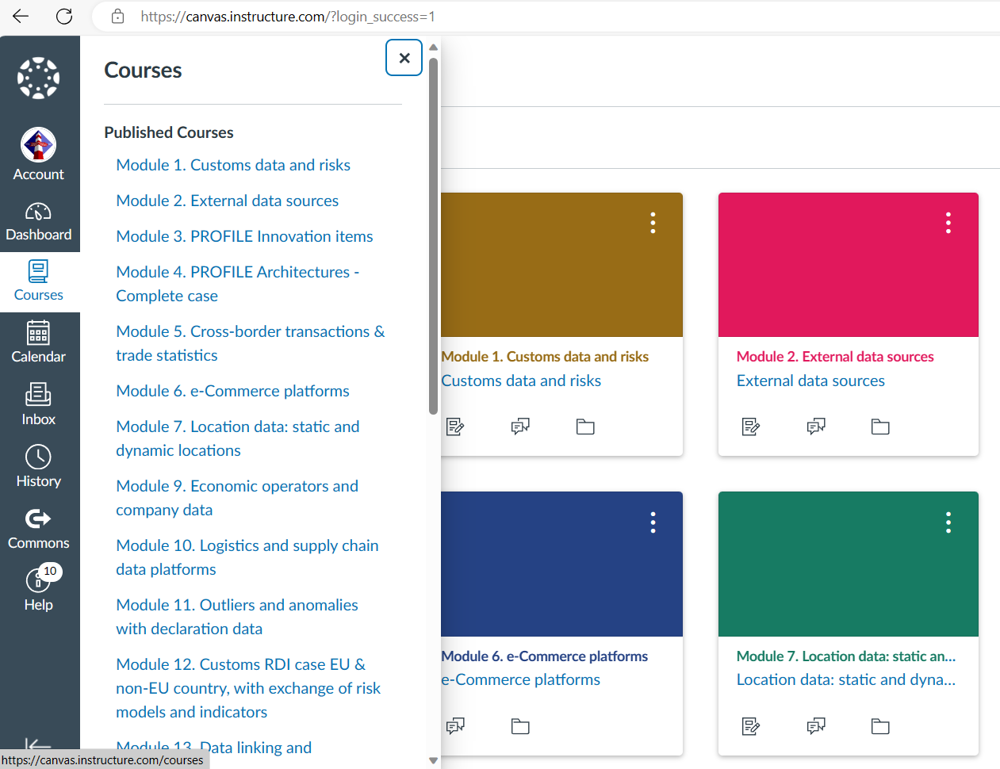 https://canvas.instructure.com/?login_success=1
Account
Dashboard
Courses
Calendar
Inbox
History
Commons
10
Help
Courses
Published Courses
Module 1. Customs data and risks
Module 2. External data sources
Module 3. PROFILE Innovation items
Module 4. PROFILE Architectures -
Complete case
Module 5. Cross-border transactions &
trade statistics
Module 6. e-Commerce platforms
Module 7. Location data: static and
dynamic locations
Module 9. Economic operators and
company data
Module 10. Logistics and supply chain
data platforms
Module 11. Outliers and anomalies
with declaration data
Module 12. Customs RDI case EU &
non-EU country, with exchange of risk
models and indicators
Module 13. Data linking and
Module 1. Customs data and risks
Customs data and risks
Module 2. External data sources
External data sources
Module 6. e-Commerce platforms
e-Commerce platforms
Module 7. Location data: static an...
Location data: static and dyna...
https://canvas.instructure.com/courses